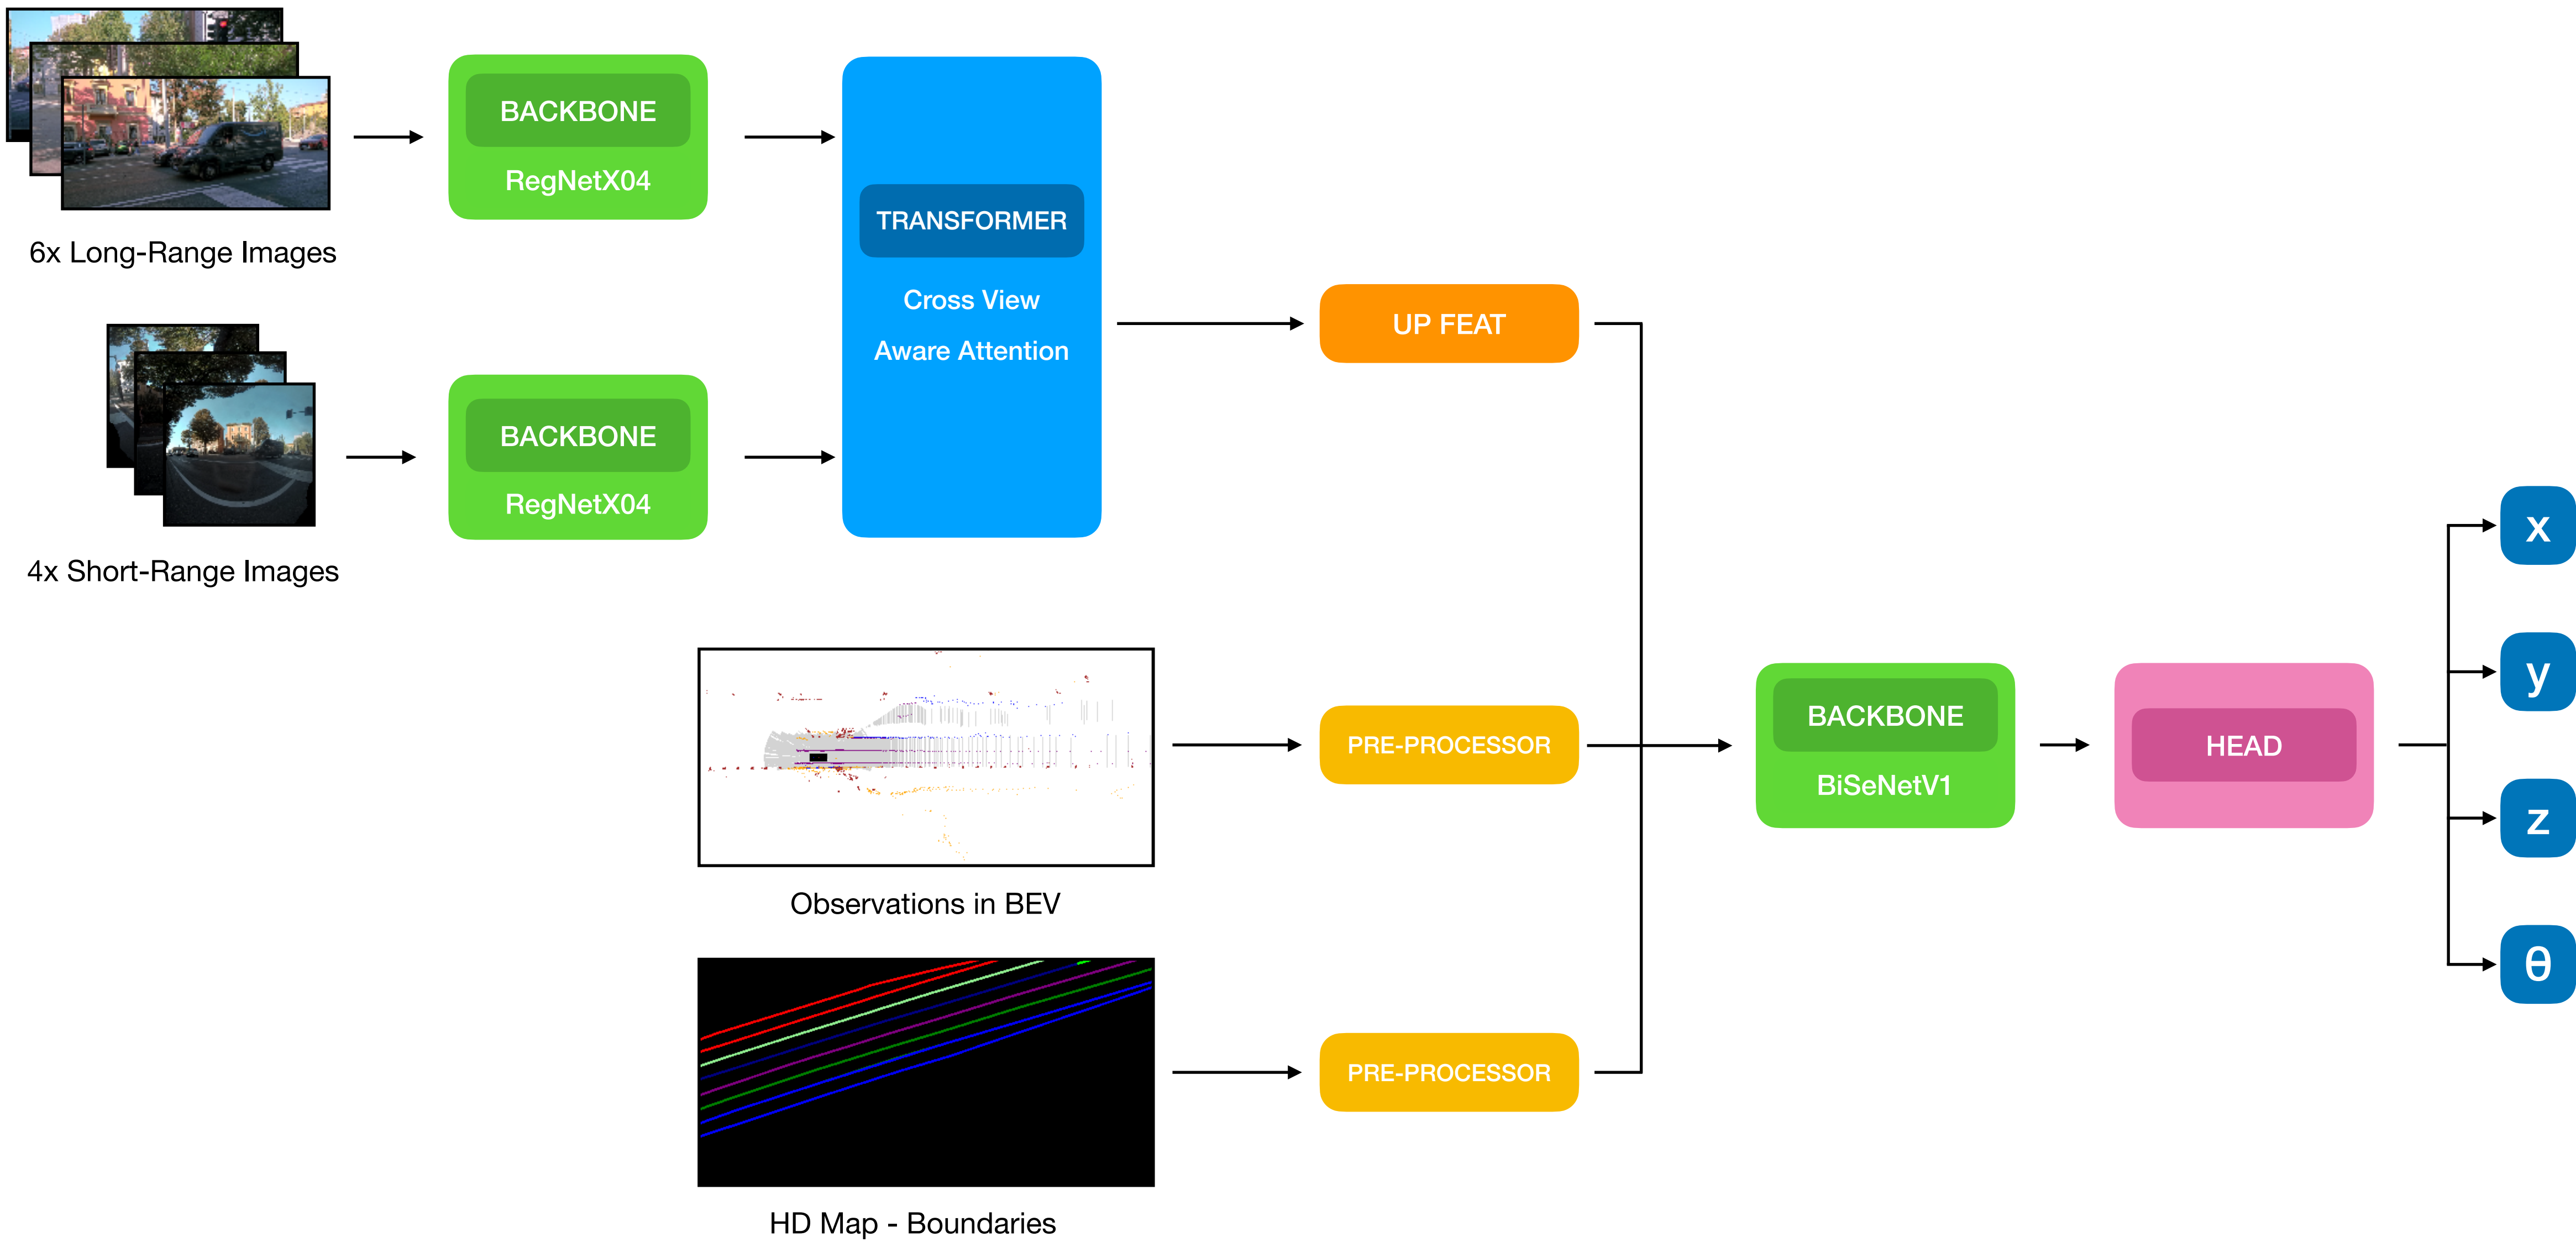 BACKBONE
RegNetX04
6x Long-Range Images
TRANSFORMER
Cross View
Aware Attention
UP FEAT
BACKBONE
RegNetX04
4x Short-Range Images
Observations in BEV
PRE-PROCESSOR
HD Map - Boundaries
PRE-PROCESSOR
BACKBONE
BiSeNetV1
HEAD
x
y
z
θ